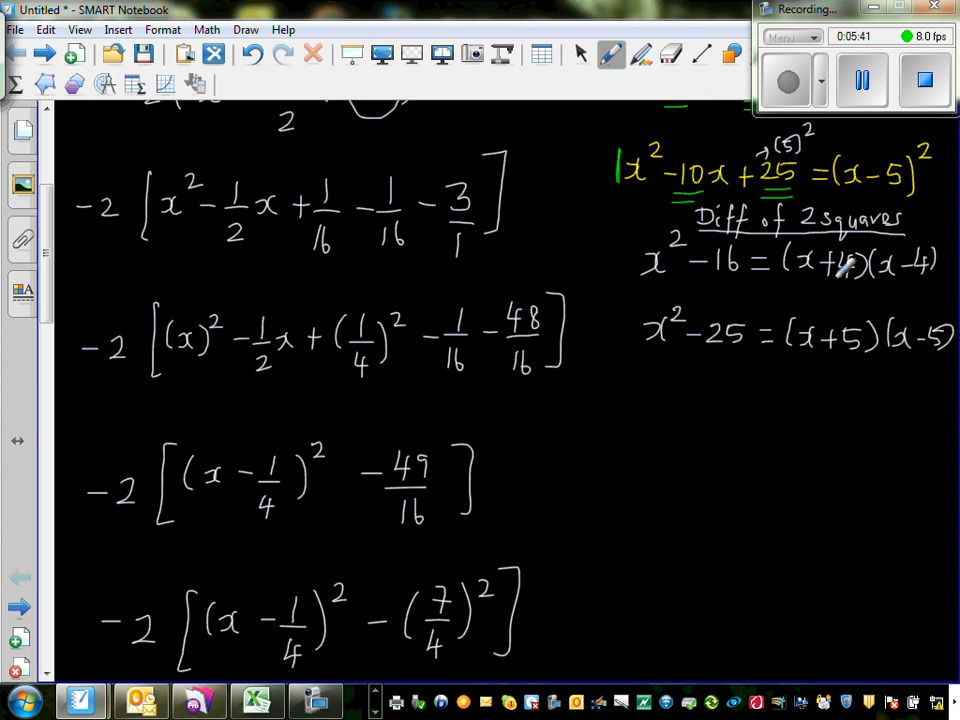 Untitled * - SMART Notebook
File Edit View Insert Format Math Draw Help
Recording...
Menu
0:05:41
8.0 fps
2
-2 [x² - 1/2 x + 1/16 - 1/16 - 3/1]
-2 [(x)² - 1/2 x + (1/4)² - 1/16 - 48/16]
-2 [(x - 1/4)² - 49/16]
-2 [(x - 1/4)² - (7/4)²]
→(5)²
x² - 10x + 25 = (x - 5)²
Diff of 2 squares
x² - 16 = (x + 4)(x - 4)
x² - 25 = (x + 5)(x - 5)